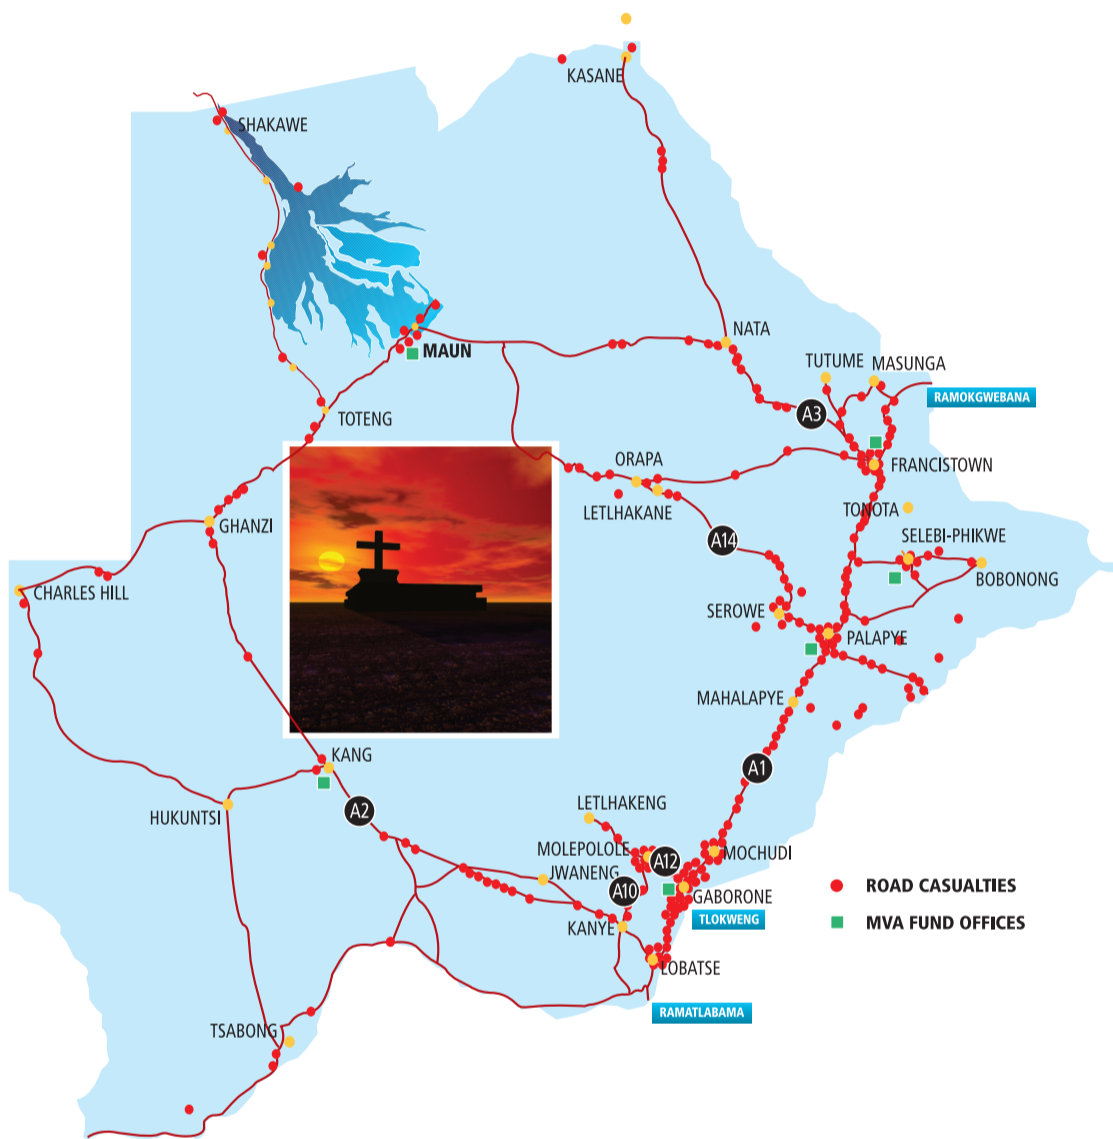 KASANE
SHAKAWE
NATA
MAUN
TUTUME
MASUNGA
RAMOKGWEBANA
A3
TOTENG
ORAPA
FRANCISTOWN
LETLHAKANE
TONOTA
GHANZI
A14
SELEBI-PHIKWE
BOBONONG
CHARLES HILL
SEROWE
PALAPYE
MAHALAPYE
KANG
A1
HUKUNTSI
A2
LETLHAKENG
MOLEPOLOLE
A12
MOCHUDI
JWANENG
A10
GABORONE
ROAD CASUALTIES
KANYE
TLOKWENG
MVA FUND OFFICES
LOBATSE
RAMATLABAMA
TSABONG